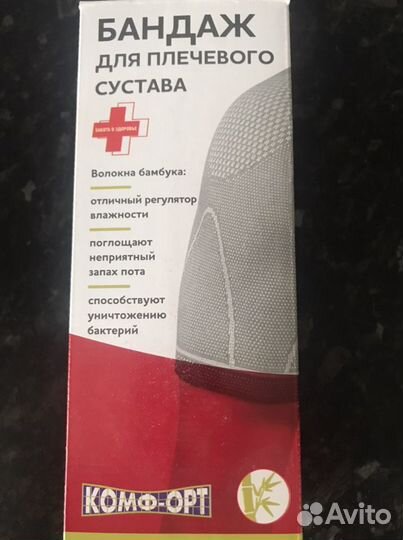 БАНДАЖ
ДЛЯ ПЛЕЧЕВОГО
СУСТАВА
ЗАБОТА О ЗДОРОВЬЕ
Волокна бамбука:
отличный регулятор
влажности
поглощают
неприятный
запах пота
способствуют
уничтожению
бактерий
КОМФ-ОРТ
Avito